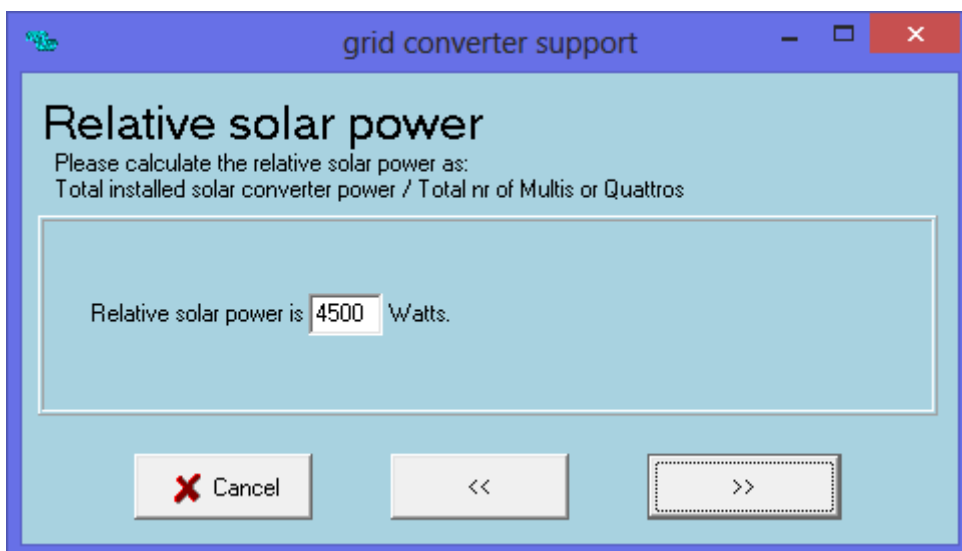 grid converter support
Relative solar power
Please calculate the relative solar power as:
Total installed solar converter power / Total nr of Multis or Quattros
Relative solar power is 4500 Watts.
Cancel << >>